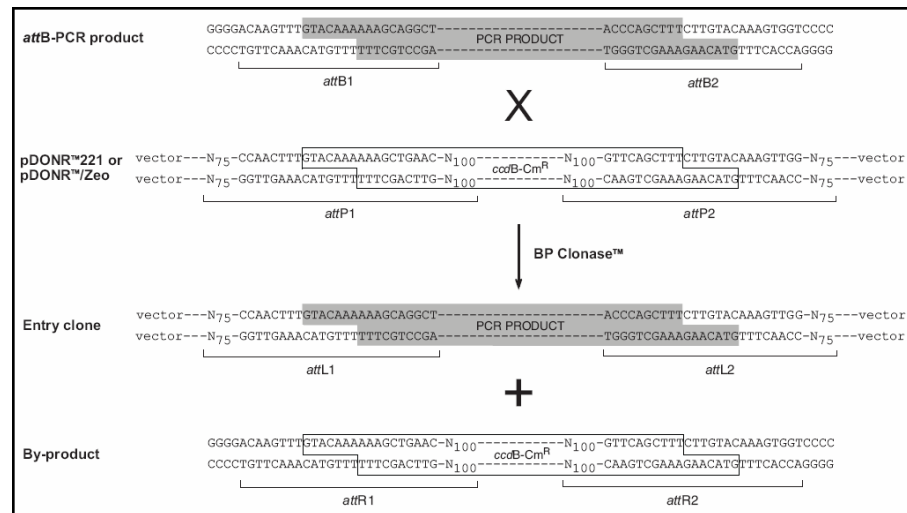 GGGGACAAGTTTGTACAAAAAAGCAGGCT------------------ACCCAGCTTTCTTGTACAAAGTGGTCCCC
attB-PCR product
PCR PRODUCT
CCCCTGTTCAAACATGTTTTTTCGTCCGA------------------TGGGTCGAAAGAACATGTTTCACCAGGGG
attB1 attB2
X
pDONR™221 or
pDONR™/Zeo
vector---N75-CCAACTTTGTACAAAAAAGCTGAAC-N100----------N100-GTTCAGCTTTCTTGTACAAAGTTGG-N75---vector
ccdB-CmR
vector---N75-GGTTGAAACATGTTTTTTCGACTTG-N100----------N100-CAAGTCGAAAGAACATGTTTCAACC-N75---vector
attP1 attP2
BP Clonase™
Entry clone
vector---N75-CCAACTTTGTACAAAAAAGCAGGCT------------------ACCCAGCTTTCTTGTACAAAGTTGG-N75---vector
PCR PRODUCT
vector---N75-GGTTGAAACATGTTTTTTCGTCCGA------------------TGGGTCGAAAGAACATGTTTCAACC-N75---vector
attL1 attL2
+
By-product
GGGGACAAGTTTGTACAAAAAAGCTGAAC-N100----------N100-GTTCAGCTTTCTTGTACAAAGTGGTCCCC
ccdB-CmR
CCCCTGTTCAAACATGTTTTTTCGACTTG-N100----------N100-CAAGTCGAAAGAACATGTTTCACCAGGGG
attR1 attR2